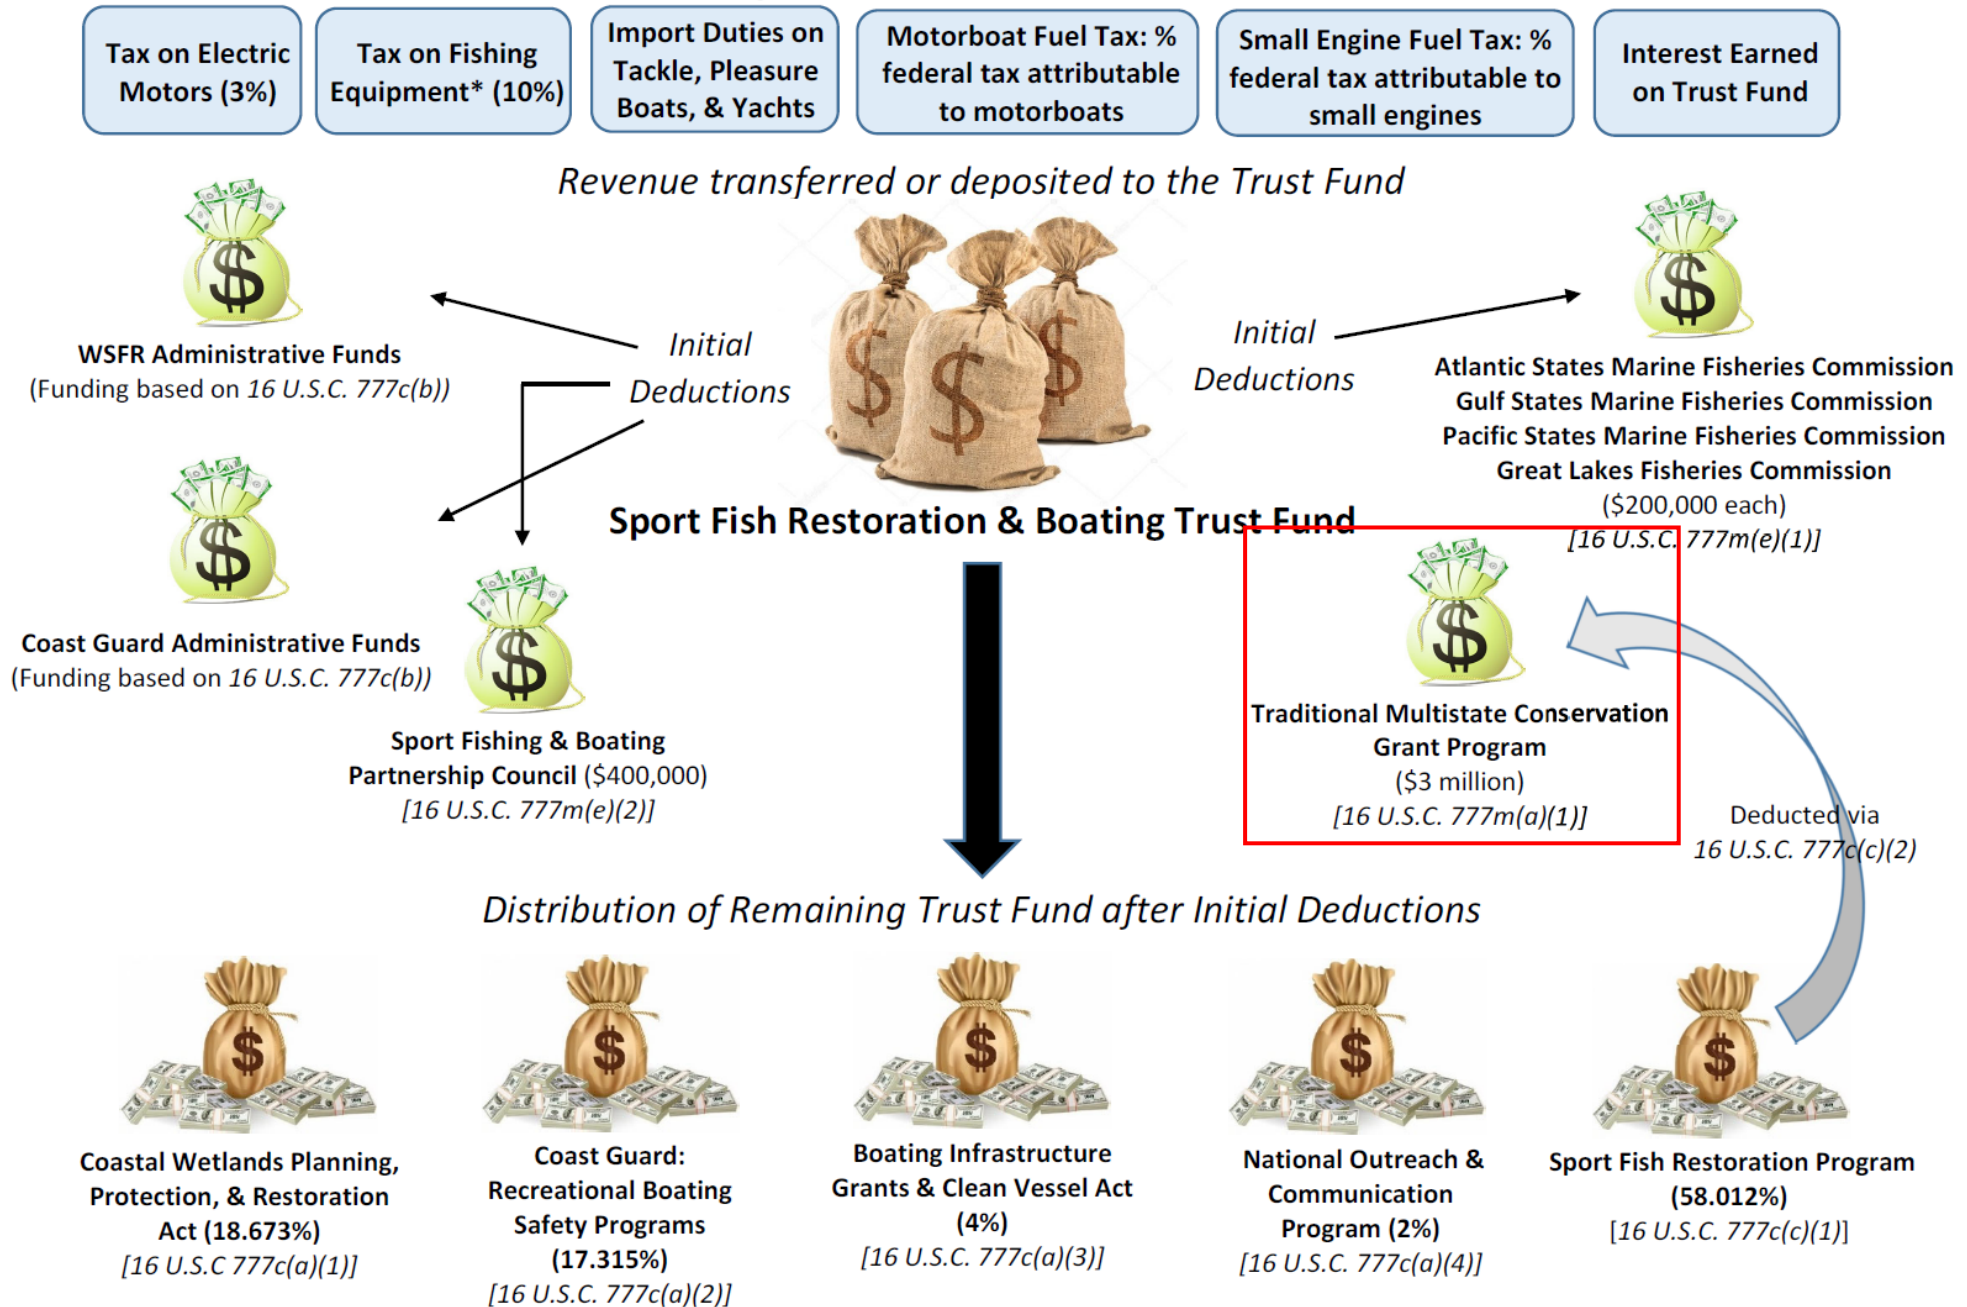 Tax on Electric
Motors (3%)
Tax on Fishing
Equipment* (10%)
Import Duties on
Tackle, Pleasure
Boats, & Yachts
Motorboat Fuel Tax: %
federal tax attributable
to motorboats
Small Engine Fuel Tax: %
federal tax attributable to
small engines
Interest Earned
on Trust Fund
Revenue transferred or deposited to the Trust Fund
$
WSFR Administrative Funds
(Funding based on 16 U.S.C. 777c(b))
Initial
Deductions
$
$
$
Initial
Deductions
$
Atlantic States Marine Fisheries Commission
Gulf States Marine Fisheries Commission
Pacific States Marine Fisheries Commission
Great Lakes Fisheries Commission
($200,000 each)
[16 U.S.C. 777m(e)(1)]
Sport Fish Restoration & Boating Trust Fund
$
Coast Guard Administrative Funds
(Funding based on 16 U.S.C. 777c(b))
$
Sport Fishing & Boating
Partnership Council ($400,000)
[16 U.S.C. 777m(e)(2)]
$
Traditional Multistate Conservation
Grant Program
($3 million)
[16 U.S.C. 777m(a)(1)]
Deducted via
16 U.S.C. 777c(c)(2)
Distribution of Remaining Trust Fund after Initial Deductions
$
Coastal Wetlands Planning,
Protection, & Restoration
Act (18.673%)
[16 U.S.C 777c(a)(1)]
$
Coast Guard:
Recreational Boating
Safety Programs
(17.315%)
[16 U.S.C. 777c(a)(2)]
$
Boating Infrastructure
Grants & Clean Vessel Act
(4%)
[16 U.S.C. 777c(a)(3)]
$
National Outreach &
Communication
Program (2%)
[16 U.S.C. 777c(a)(4)]
$
Sport Fish Restoration Program
(58.012%)
[16 U.S.C. 777c(c)(1)]